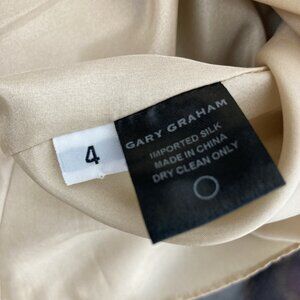 4
GARY GRAHAM
IMPORTED SILK
MADE IN CHINA
DRY CLEAN ONLY